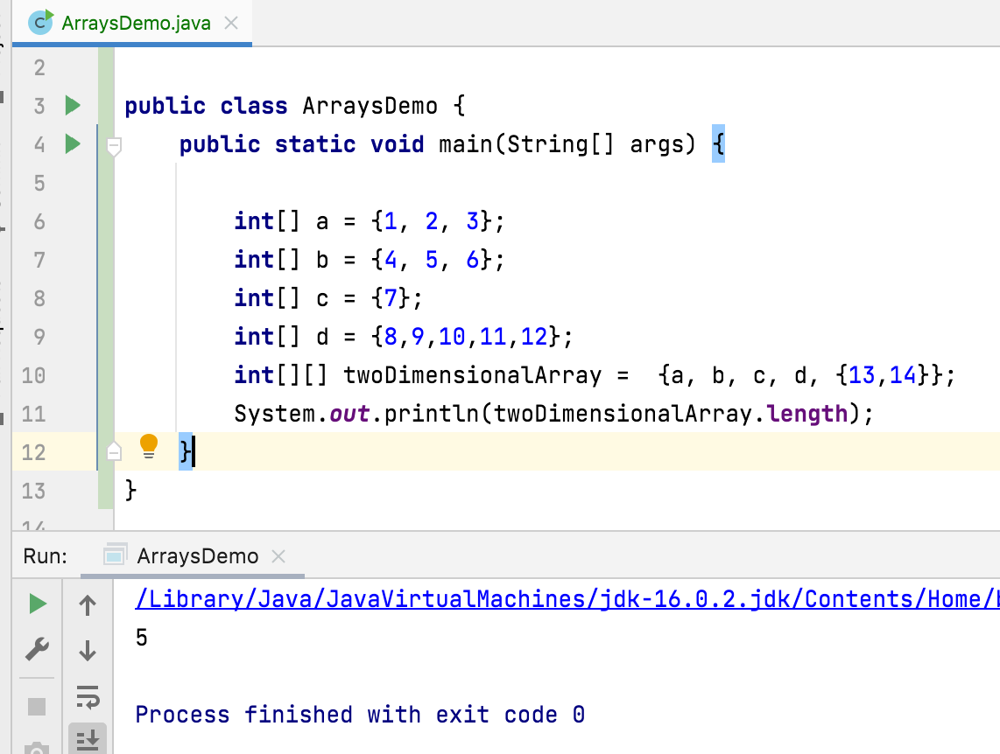 ArraysDemo.java
2
3 public class ArraysDemo {
4 public static void main(String[] args) {
5
6 int[] a = {1, 2, 3};
7 int[] b = {4, 5, 6};
8 int[] c = {7};
9 int[] d = {8,9,10,11,12};
10 int[][] twoDimensionalArray =  {a, b, c, d, {13,14}};
11 System.out.println(twoDimensionalArray.length);
12 }
13 }
14
Run: ArraysDemo
/Library/Java/JavaVirtualMachines/jdk-16.0.2.jdk/Contents/Home/
5
Process finished with exit code 0